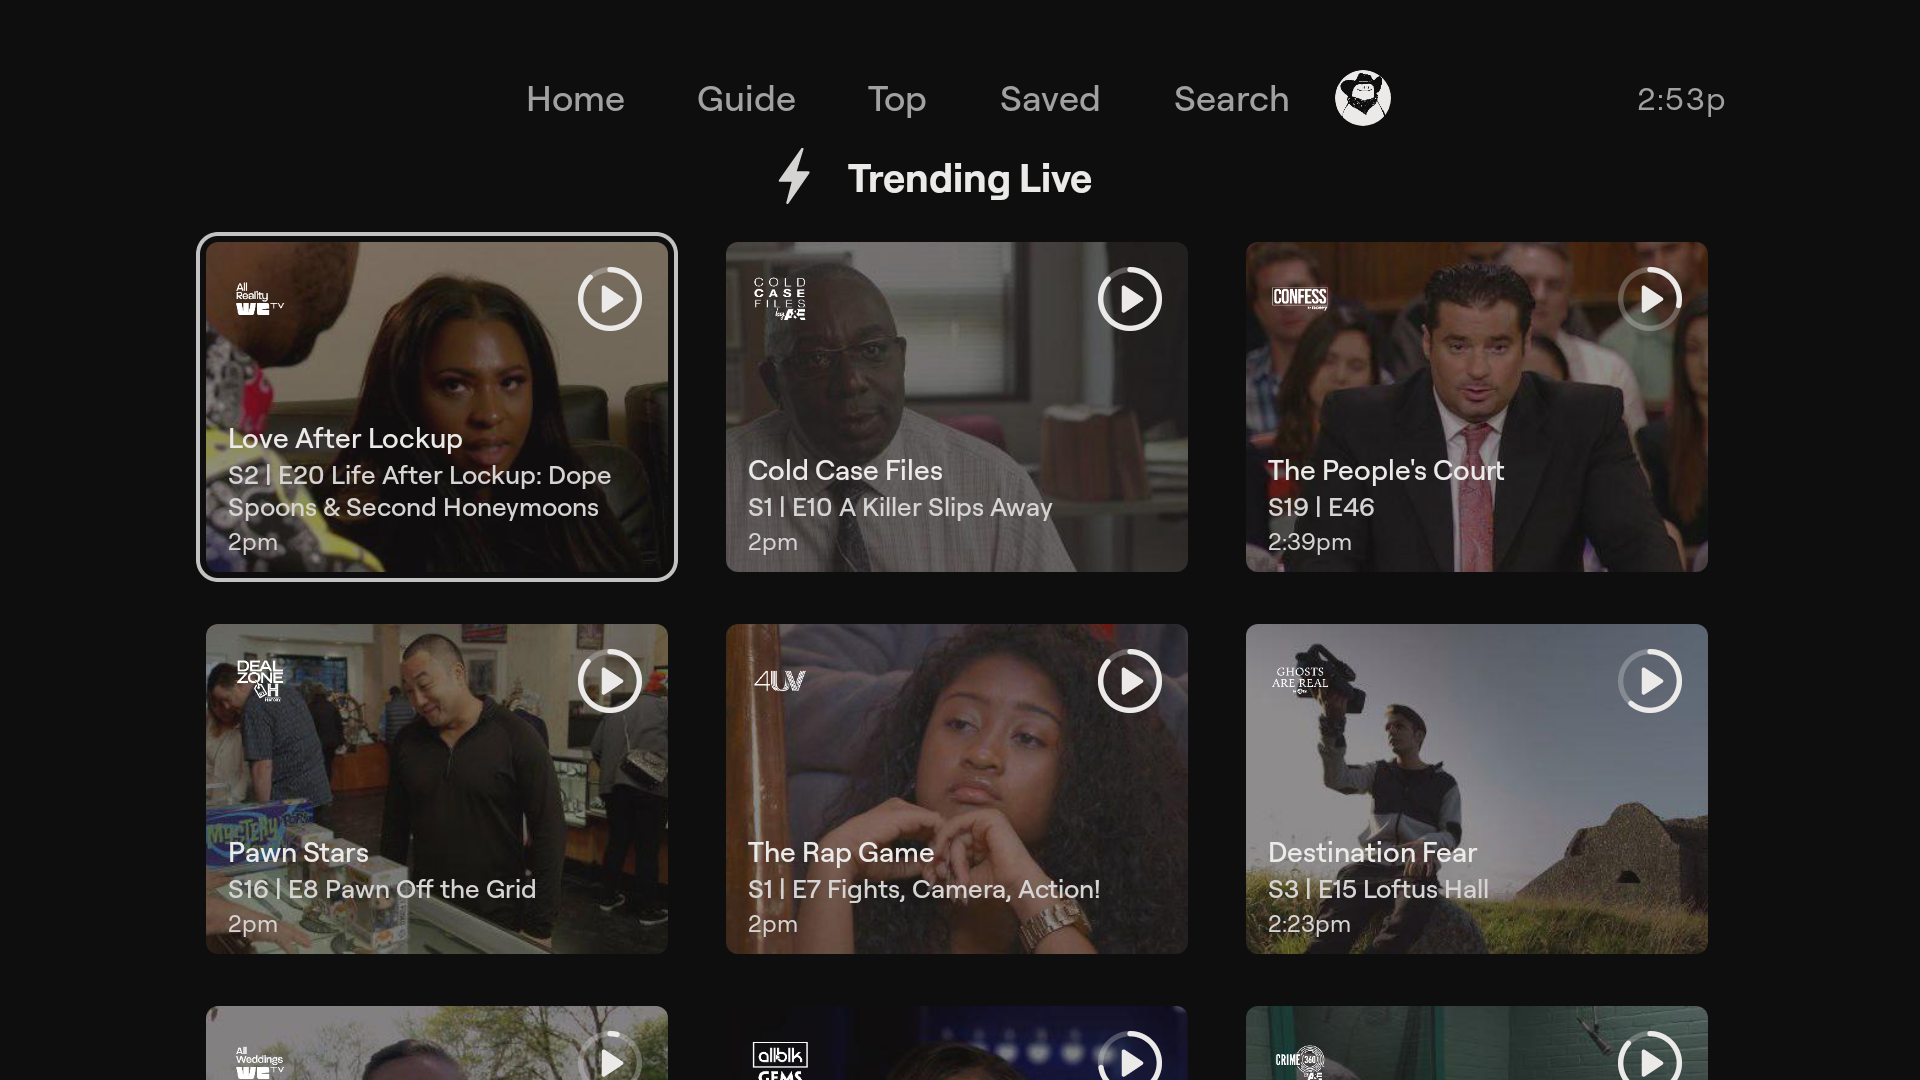 Home Guide Top Saved Search 2:53p
Trending Live
All
Reality
WE TV
Love After Lockup
S2 | E20 Life After Lockup: Dope
Spoons & Second Honeymoons
2pm
COLD
CASE
FILES
by A&E
Cold Case Files
S1 | E10 A Killer Slips Away
2pm
CONFESS
The People's Court
S19 | E46
2:39pm
DEAL
ZONE
H
HISTORY
MYSTERY
Pawn Stars
S16 | E8 Pawn Off the Grid
2pm
4UV
The Rap Game
S1 | E7 Fights, Camera, Action!
2pm
GHOSTS
ARE REAL
Destination Fear
S3 | E15 Loftus Hall
2:23pm
All
Weddings
WE TV
allblk
GEMS
CRIME 360
A&E